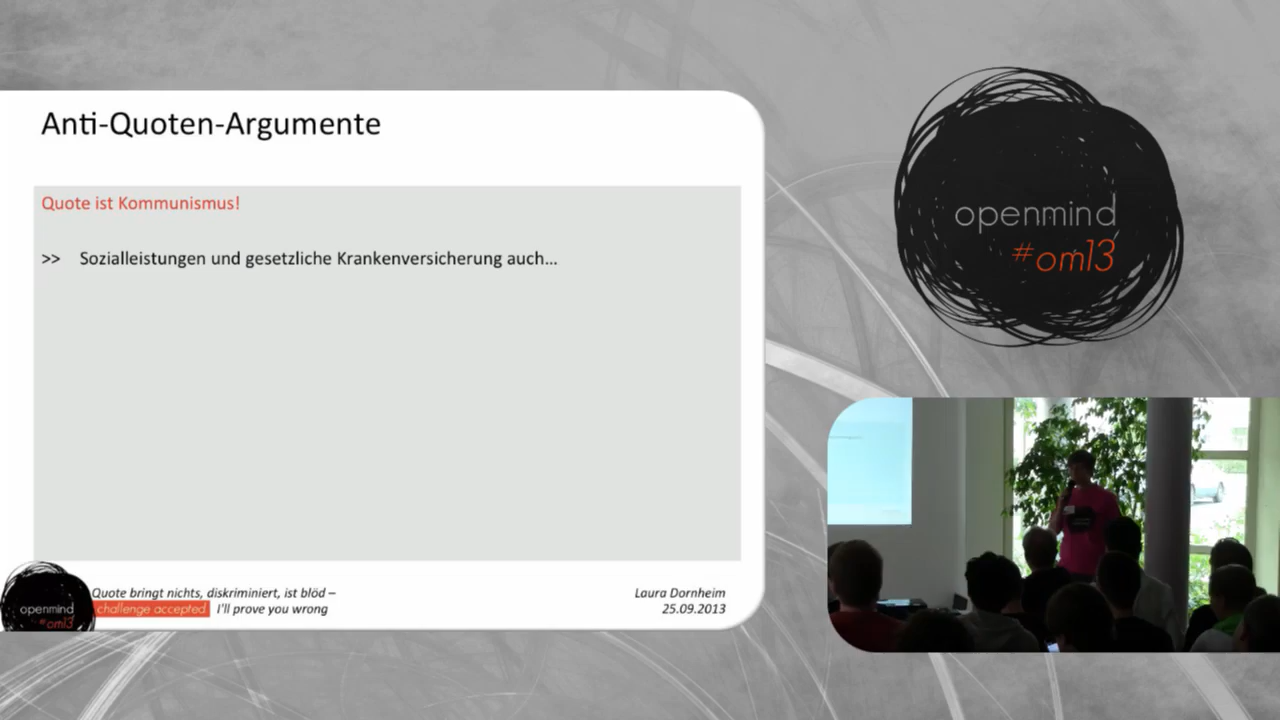 Anti-Quoten-Argumente
Quote ist Kommunismus!
>> Sozialleistungen und gesetzliche Krankenversicherung auch...
Quote bringt nichts, diskriminiert, ist blöd –
challenge accepted I'll prove you wrong
Laura Dornheim
25.09.2013
openmind
#om13
openmind
#om13